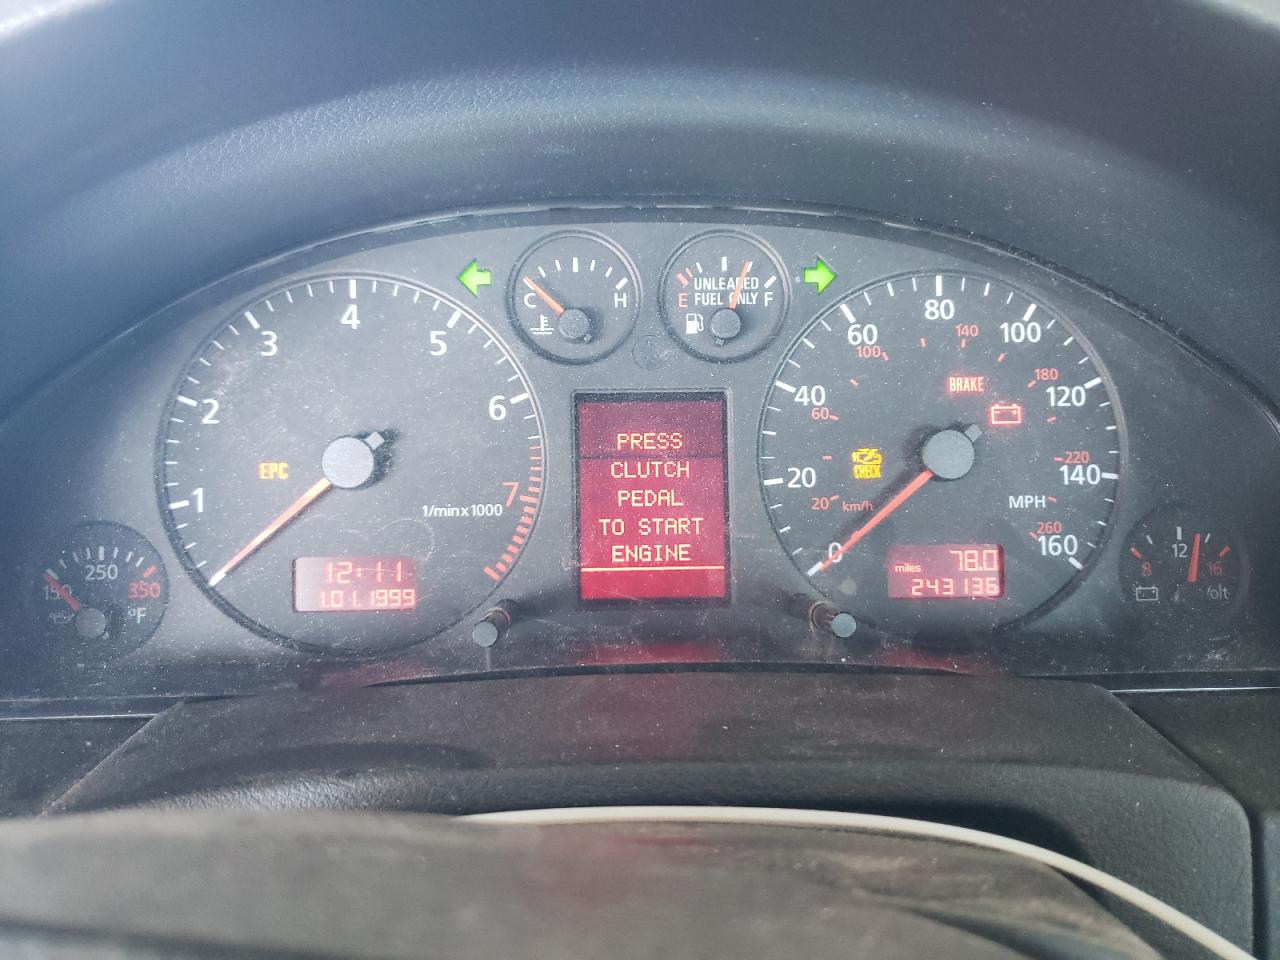 1
2
3
4
5
6
7
EPC
1/min x 1000
12:11
1.01.1999
150
250
350
°F
C
H
UNLEADED
FUEL ONLY
E
F
PRESS
CLUTCH
PEDAL
TO START
ENGINE
0
20
40
60
80
100
120
140
160
20
60
100
140
180
220
260
km/h
MPH
BRAKE
CHECK
miles
78.0
243136
8
12
16
Volt